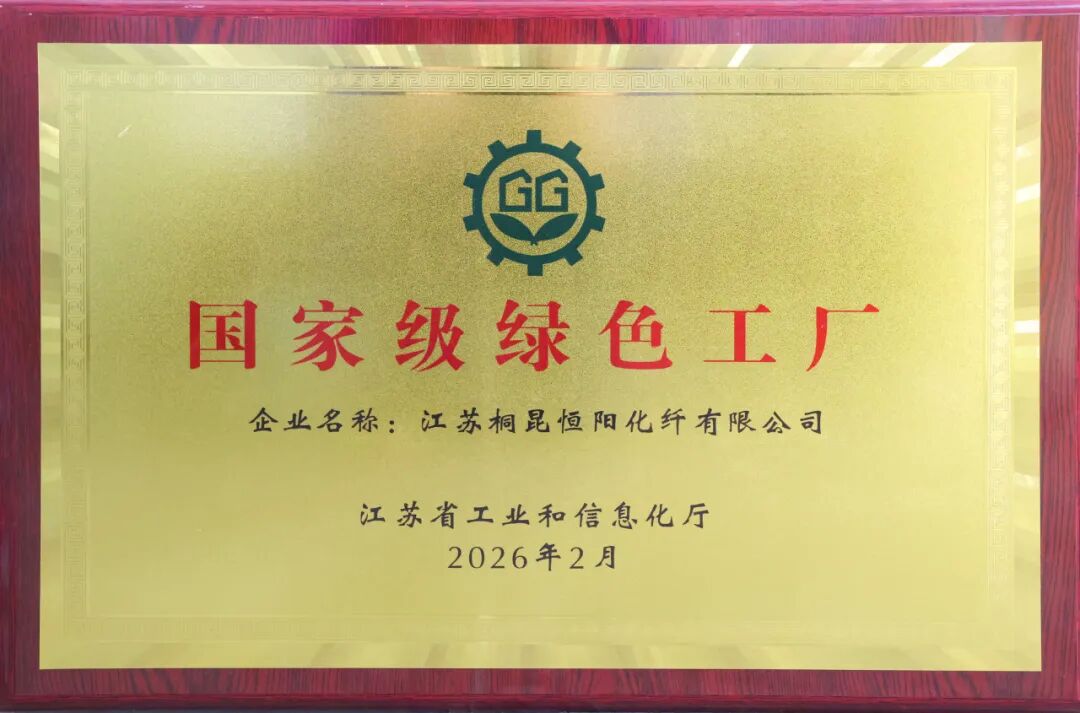 GG
国家级绿色工厂
企业名称：江苏桐昆恒阳化纤有限公司
江苏省工业和信息化厅
2026年2月